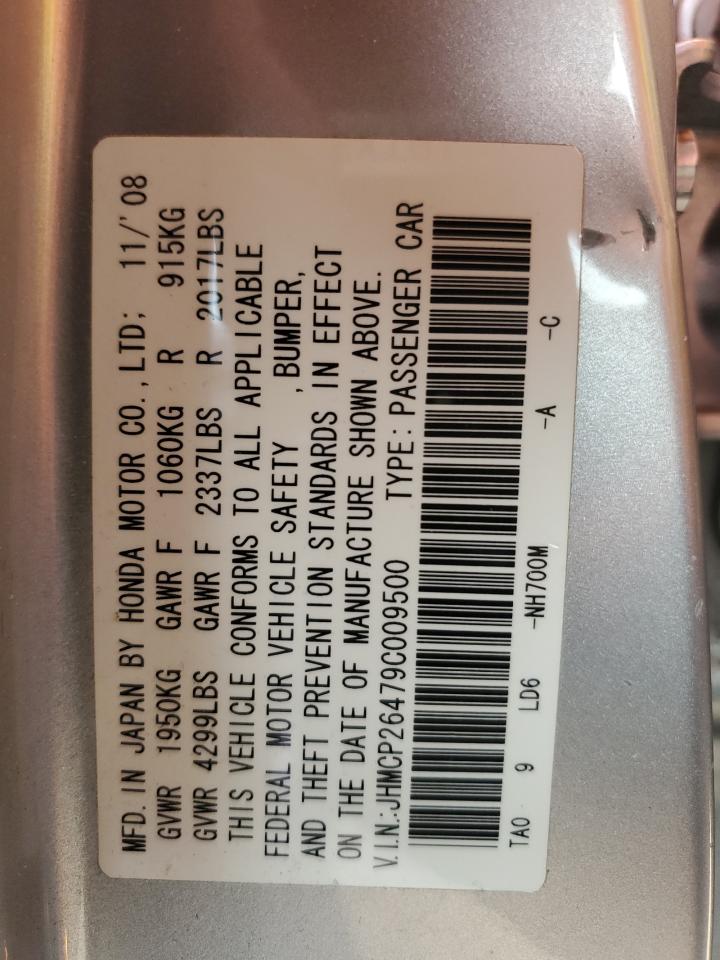 MFD. IN JAPAN BY HONDA MOTOR CO., LTD; 11/'08
GVWR 1950KG GAWR F 1060KG R 915KG
GVWR 4299LBS GAWR F 2337LBS R 2017LBS
THIS VEHICLE CONFORMS TO ALL APPLICABLE
FEDERAL MOTOR VEHICLE SAFETY , BUMPER,
AND THEFT PREVENTION STANDARDS IN EFFECT
ON THE DATE OF MANUFACTURE SHOWN ABOVE.
V.I.N.:JHMCP26479C009500 TYPE: PASSENGER CAR
TA0 9 LD6 -NH700M -A -C